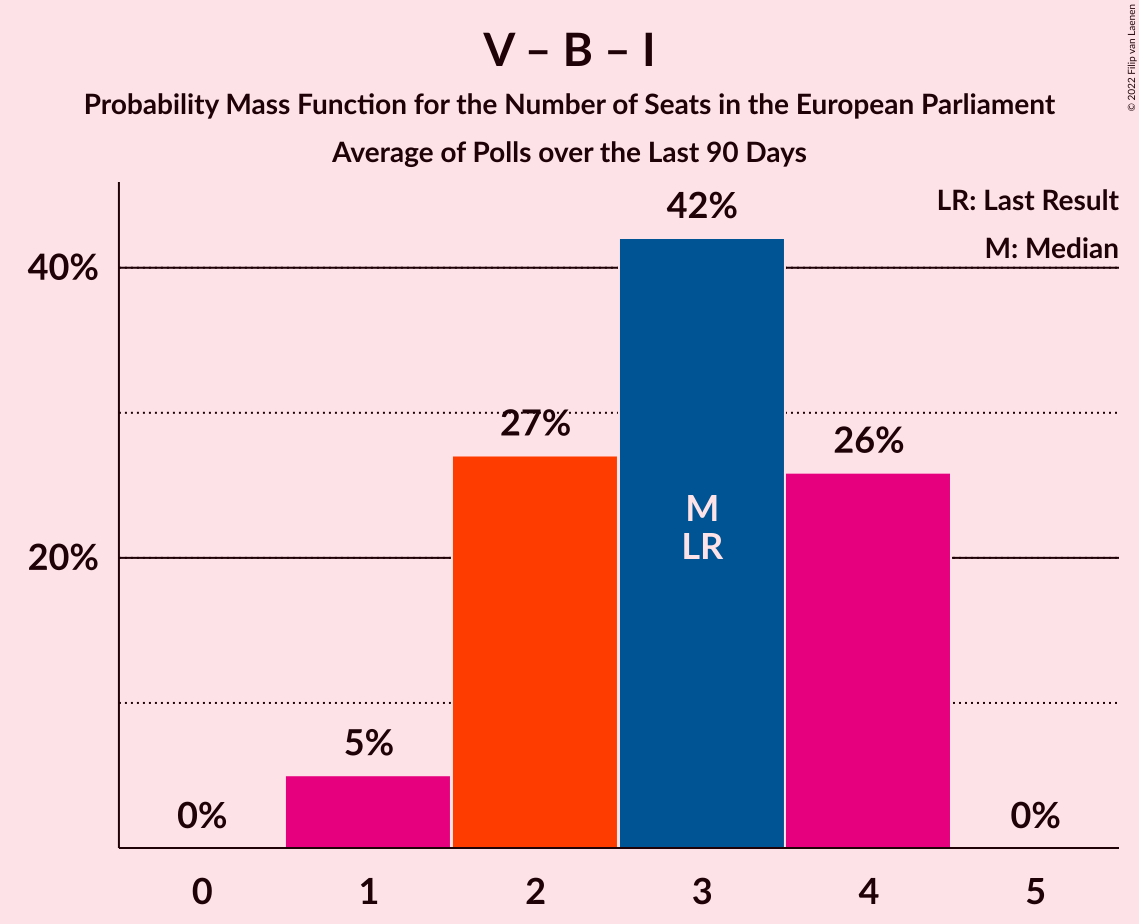 V – B – I
Probability Mass Function for the Number of Seats in the European Parliament
Average of Polls over the Last 90 Days
© 2022 Filip van Laenen
LR: Last Result
M: Median
40%
20%
0%
5%
27%
42%
26%
0%
M
LR
0 1 2 3 4 5